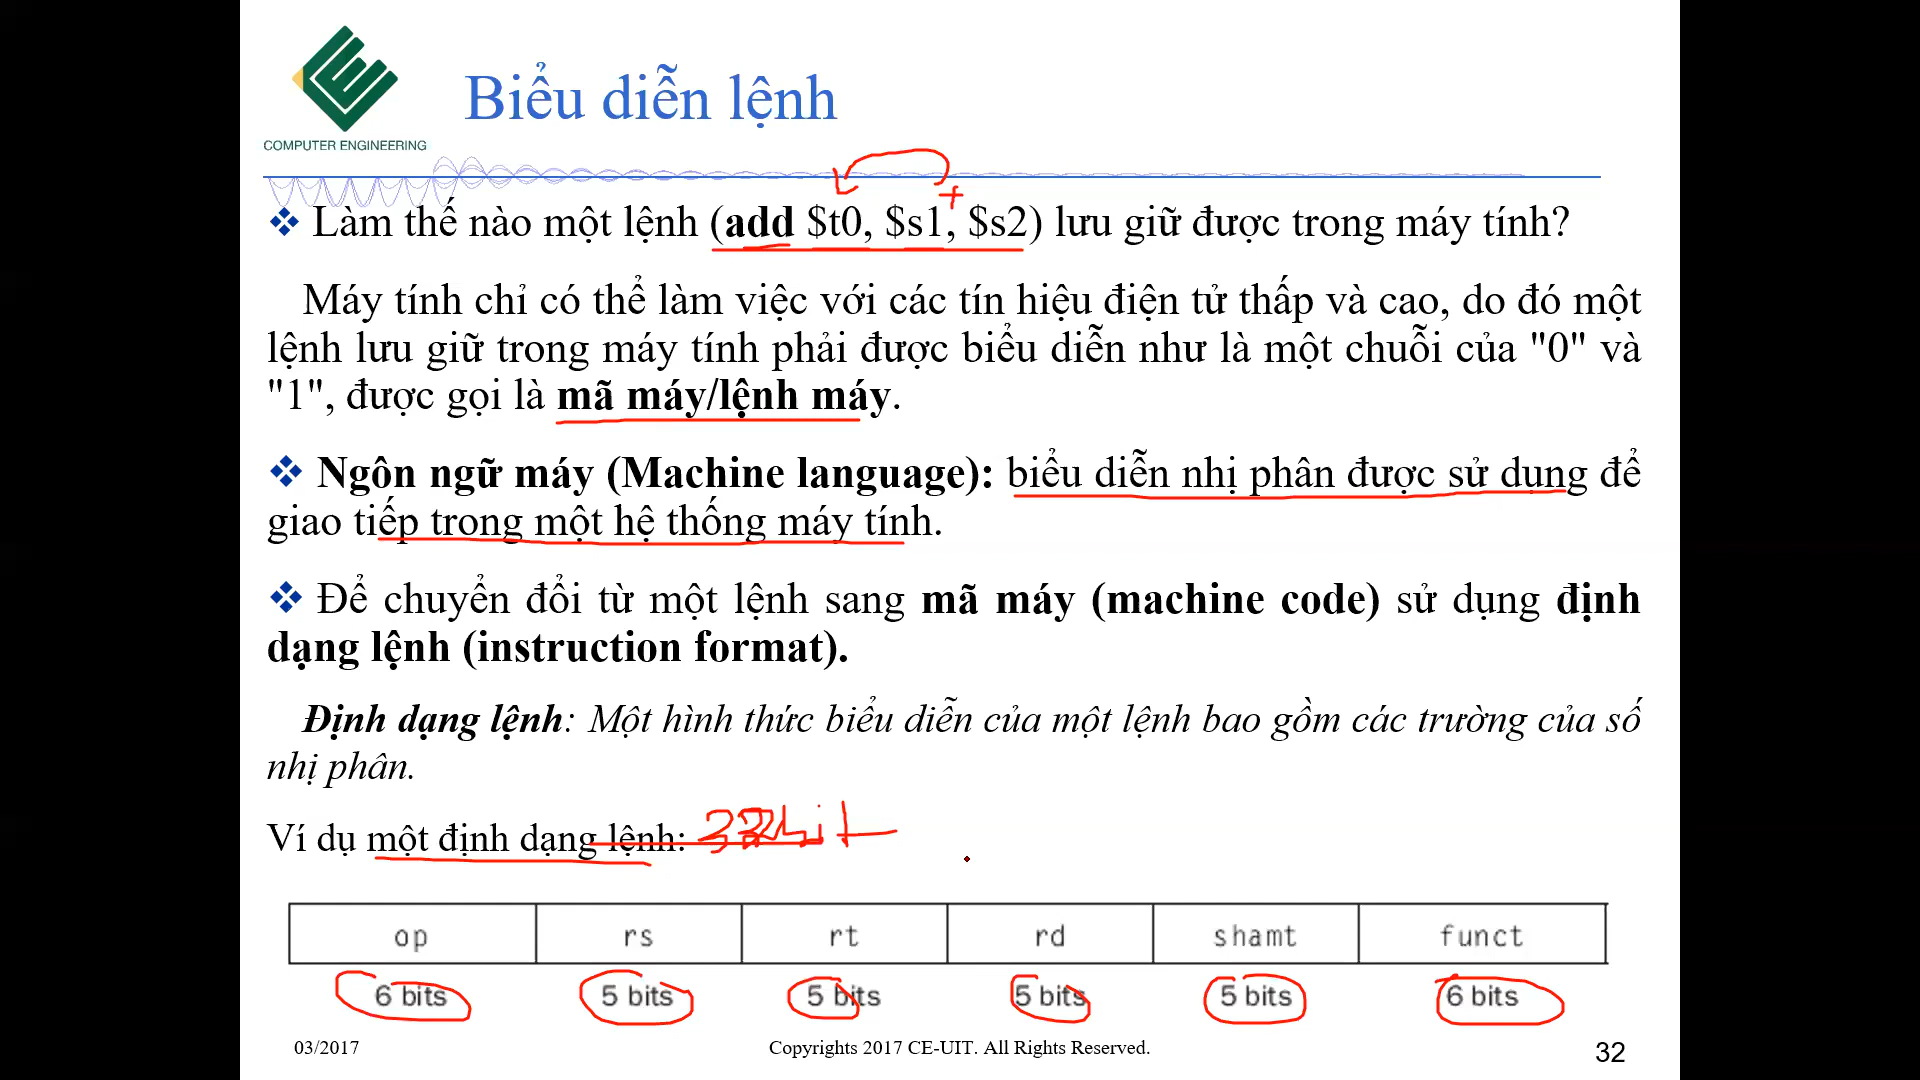 COMPUTER ENGINEERING
Biểu diễn lệnh
Làm thế nào một lệnh (add $t0, $s1, $s2) lưu giữ được trong máy tính?
+
Máy tính chỉ có thể làm việc với các tín hiệu điện tử thấp và cao, do đó một
lệnh lưu giữ trong máy tính phải được biểu diễn như là một chuỗi của "0" và
"1", được gọi là mã máy/lệnh máy.
Ngôn ngữ máy (Machine language): biểu diễn nhị phân được sử dụng để
giao tiếp trong một hệ thống máy tính.
Để chuyển đổi từ một lệnh sang mã máy (machine code) sử dụng định
dạng lệnh (instruction format).
Định dạng lệnh: Một hình thức biểu diễn của một lệnh bao gồm các trường của số
nhị phân.
Ví dụ một định dạng lệnh: bit
op rs rt rd shamt funct
6 bits 5 bits 5 bits 5 bits 5 bits 6 bits
03/2017 Copyrights 2017 CE-UIT. All Rights Reserved. 32